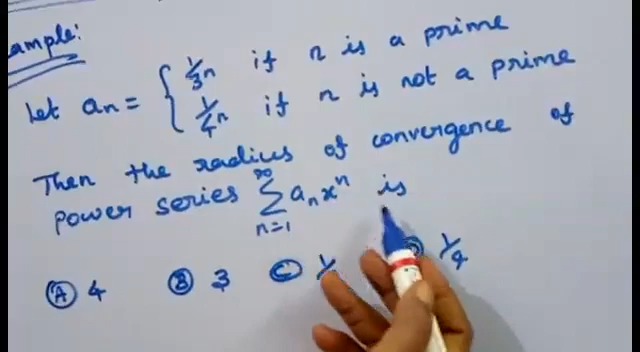 ample:
Let an = { 1/3^n if n is a prime
1/4^n if n is not a prime
Then the radius of convergence of
power series ∑_{n=1}^{∞} a_n x^n is
Ⓐ 4 Ⓑ 3 Ⓒ Ⓓ 1/4